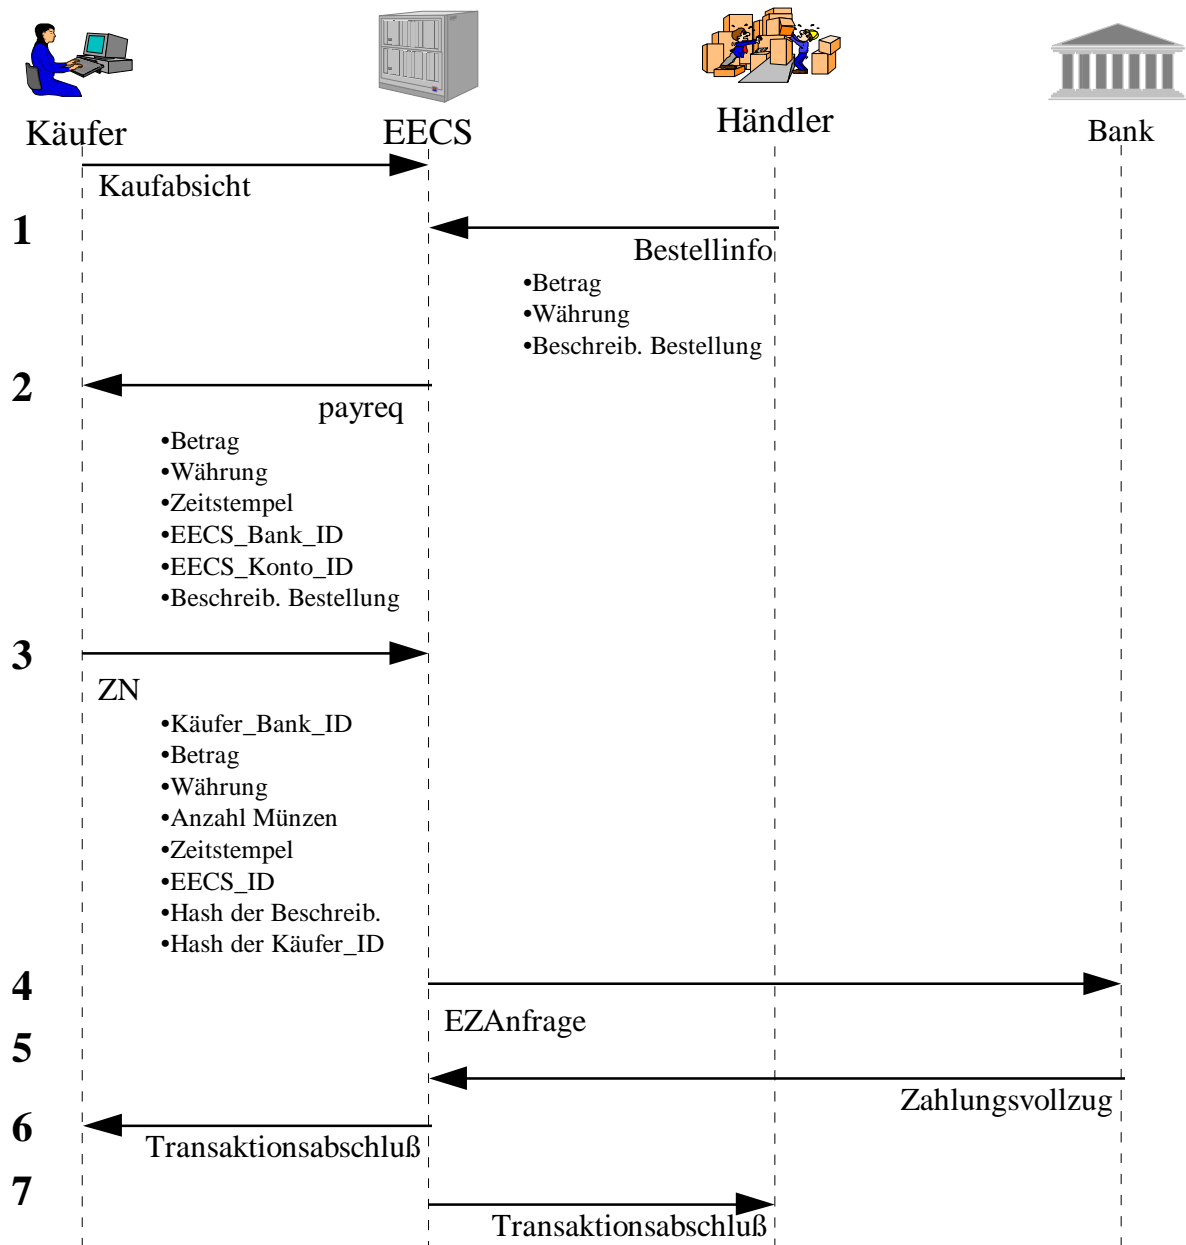 Käufer
EECS
Händler
Bank
Kaufabsicht
1
Bestellinfo
•Betrag
•Währung
•Beschreib. Bestellung
2
payreq
•Betrag
•Währung
•Zeitstempel
•EECS_Bank_ID
•EECS_Konto_ID
•Beschreib. Bestellung
3
ZN
•Käufer_Bank_ID
•Betrag
•Währung
•Anzahl Münzen
•Zeitstempel
•EECS_ID
•Hash der Beschreib.
•Hash der Käufer_ID
4
EZAnfrage
5
Zahlungsvollzug
6
Transaktionsabschluß
7
Transaktionsabschluß